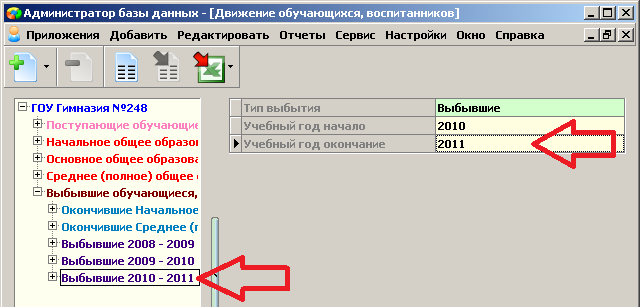 Администратор базы данных - [Движение обучающихся, воспитанников]
Приложения Добавить Редактировать Отчеты Сервис Настройки Окно Справка
ГОУ Гимназия №248
Поступающие обучающие
Начальное общее образо
Основное общее образова
Среднее (полное) общее
Выбывшие обучающиеся,
Окончившие Начальное
Окончившие Среднее (г
Выбывшие 2008 - 2009
Выбывшие 2009 - 2010
Выбывшие 2010 - 2011
Тип выбытия Выбывшие
Учебный год начало 2010
Учебный год окончание 2011